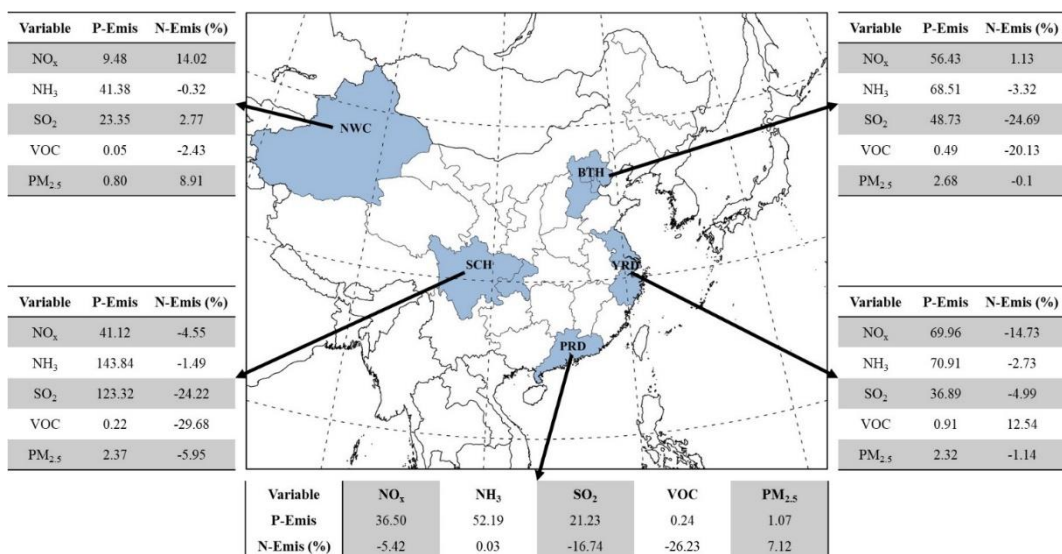 Variable P-Emis N-Emis (%)
NOx 9.48 14.02
NH3 41.38 -0.32
SO2 23.35 2.77
VOC 0.05 -2.43
PM2.5 0.80 8.91
Variable P-Emis N-Emis (%)
NOx 56.43 1.13
NH3 68.51 -3.32
SO2 48.73 -24.69
VOC 0.49 -20.13
PM2.5 2.68 -0.1
NWC
BTH
SCH
YRD
PRD
Variable P-Emis N-Emis (%)
NOx 41.12 -4.55
NH3 143.84 -1.49
SO2 123.32 -24.22
VOC 0.22 -29.68
PM2.5 2.37 -5.95
Variable P-Emis N-Emis (%)
NOx 69.96 -14.73
NH3 70.91 -2.73
SO2 36.89 -4.99
VOC 0.91 12.54
PM2.5 2.32 -1.14
Variable NOx NH3 SO2 VOC PM2.5
P-Emis 36.50 52.19 21.23 0.24 1.07
N-Emis (%) -5.42 0.03 -16.74 -26.23 7.12